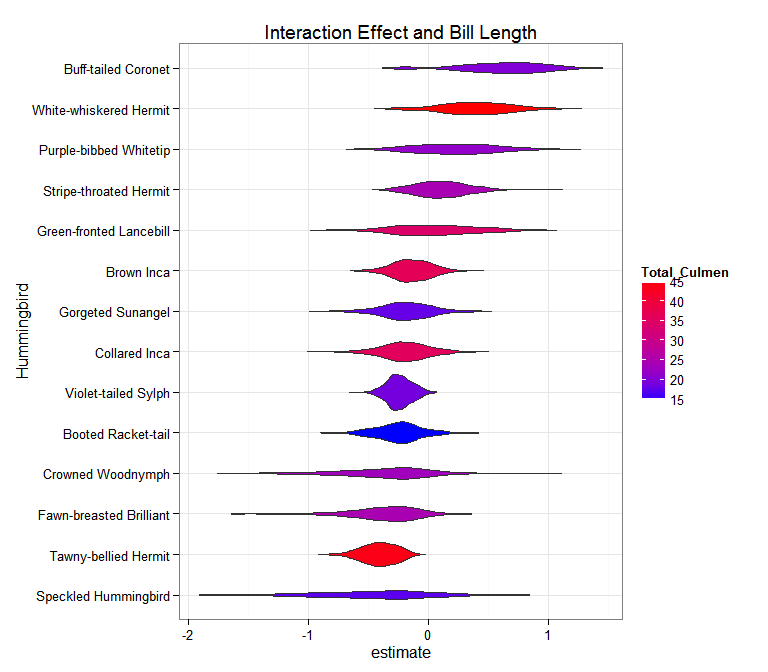 Interaction Effect and Bill Length
Hummingbird
Buff-tailed Coronet
White-whiskered Hermit
Purple-bibbed Whitetip
Stripe-throated Hermit
Green-fronted Lancebill
Brown Inca
Gorgeted Sunangel
Collared Inca
Violet-tailed Sylph
Booted Racket-tail
Crowned Woodnymph
Fawn-breasted Brilliant
Tawny-bellied Hermit
Speckled Hummingbird
-2 -1 0 1
estimate
Total_Culmen
45
40
35
30
25
20
15